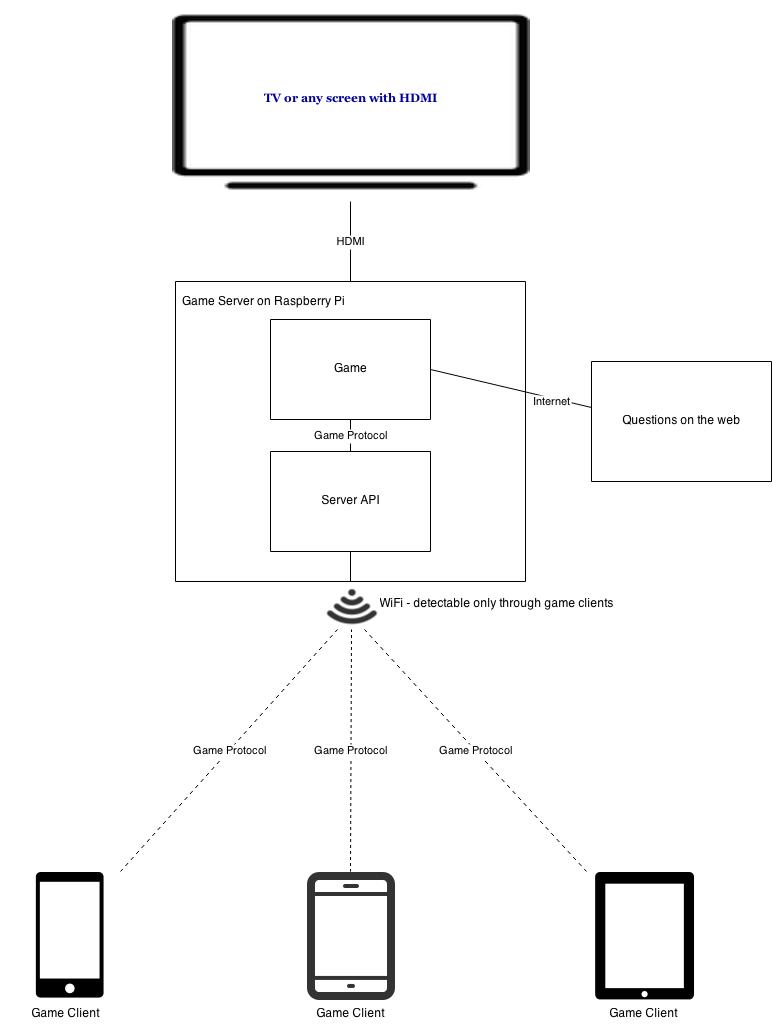 TV or any screen with HDMI
HDMI
Game Server on Raspberry Pi
Game
Internet
Questions on the web
Game Protocol
Server API
WiFi - detectable only through game clients
Game Protocol
Game Protocol
Game Protocol
Game Client
Game Client
Game Client